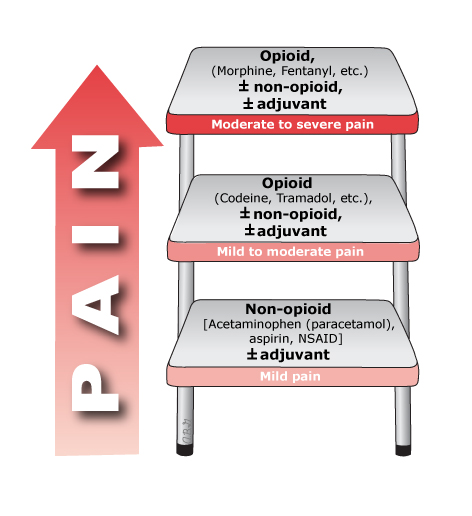 PAIN
Opioid,
(Morphine, Fentanyl, etc.)
± non-opioid,
± adjuvant
Moderate to severe pain
Opioid
(Codeine, Tramadol, etc.),
± non-opioid,
± adjuvant
Mild to moderate pain
Non-opioid
[Acetaminophen (paracetamol),
aspirin, NSAID]
± adjuvant
Mild pain